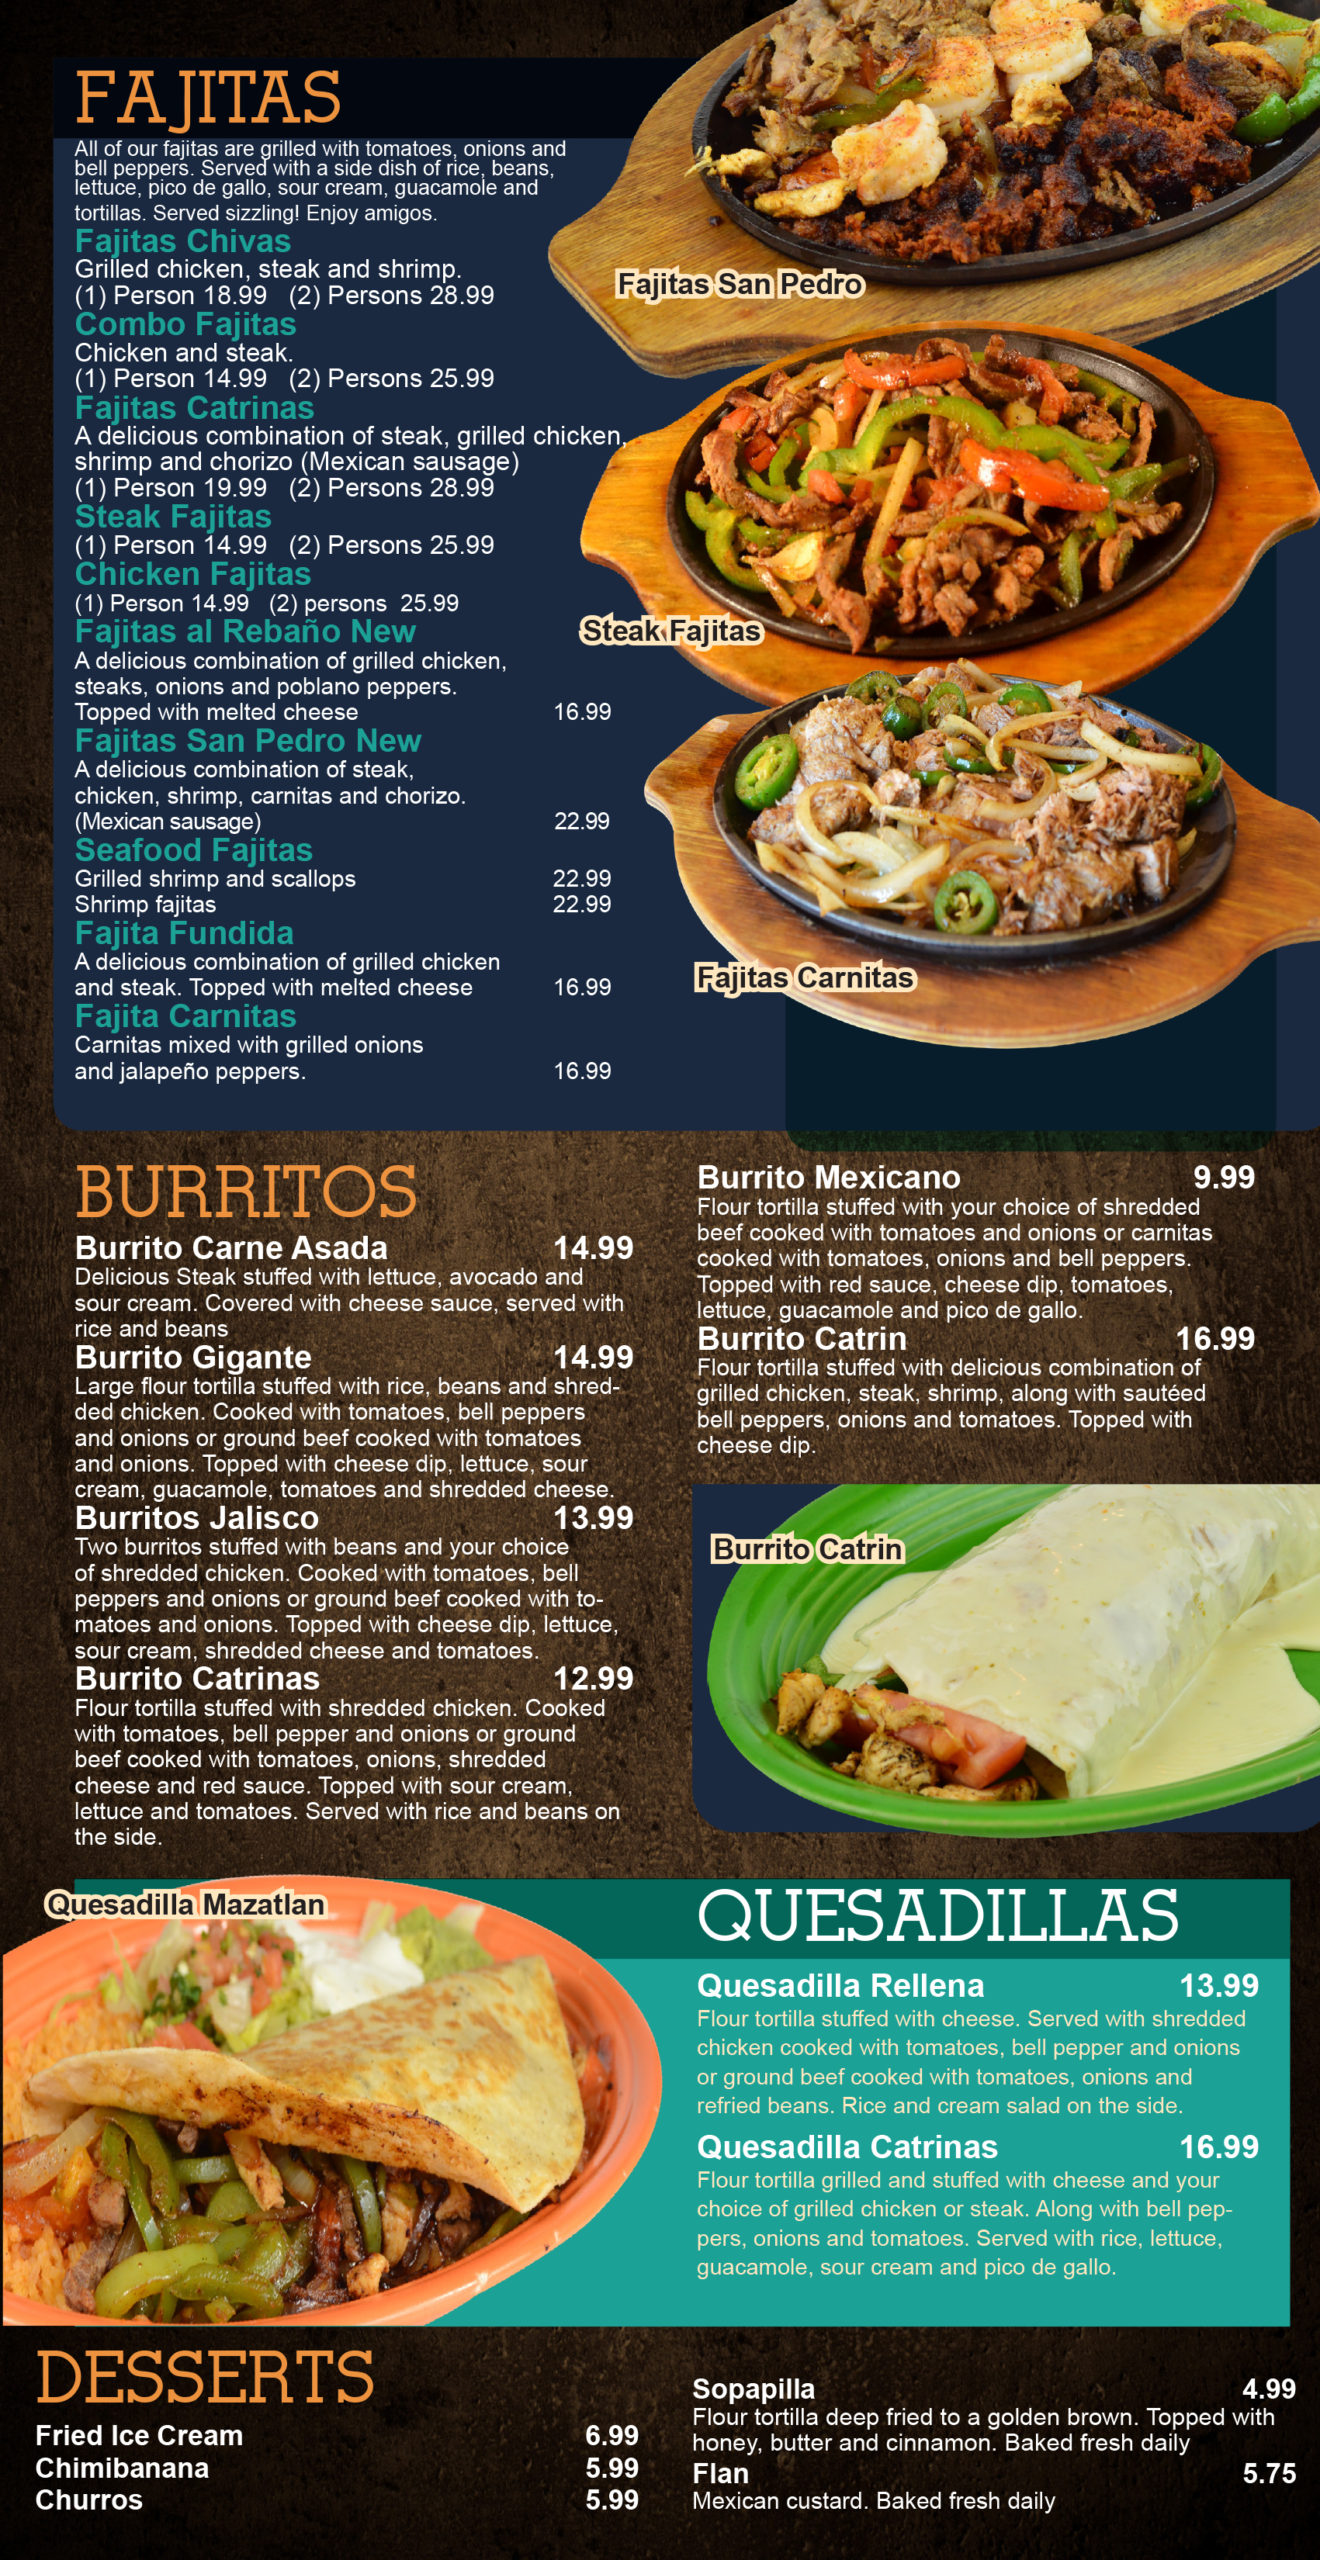 FAJITAS
All of our fajitas are grilled with tomatoes, onions and
bell peppers. Served with a side dish of rice, beans,
lettuce, pico de gallo, sour cream, guacamole and
tortillas. Served sizzling! Enjoy amigos.
Fajitas Chivas
Grilled chicken, steak and shrimp.
(1) Person 18.99 (2) Persons 28.99
Combo Fajitas
Chicken and steak.
(1) Person 14.99 (2) Persons 25.99
Fajitas Catrinas
A delicious combination of steak, grilled chicken,
shrimp and chorizo (Mexican sausage)
(1) Person 19.99 (2) Persons 28.99
Steak Fajitas
(1) Person 14.99 (2) Persons 25.99
Chicken Fajitas
(1) Person 14.99 (2) persons 25.99
Fajitas al Rebaño New
A delicious combination of grilled chicken,
steaks, onions and poblano peppers.
Topped with melted cheese 16.99
Fajitas San Pedro New
A delicious combination of steak,
chicken, shrimp, carnitas and chorizo.
(Mexican sausage) 22.99
Seafood Fajitas
Grilled shrimp and scallops 22.99
Shrimp fajitas 22.99
Fajita Fundida
A delicious combination of grilled chicken
and steak. Topped with melted cheese 16.99
Fajita Carnitas
Carnitas mixed with grilled onions
and jalapeño peppers. 16.99
Fajitas San Pedro
Steak Fajitas
Fajitas Carnitas
BURRITOS
Burrito Carne Asada 14.99
Delicious Steak stuffed with lettuce, avocado and
sour cream. Covered with cheese sauce, served with
rice and beans
Burrito Gigante 14.99
Large flour tortilla stuffed with rice, beans and shred-
ded chicken. Cooked with tomatoes, bell peppers
and onions or ground beef cooked with tomatoes
and onions. Topped with cheese dip, lettuce, sour
cream, guacamole, tomatoes and shredded cheese.
Burritos Jalisco 13.99
Two burritos stuffed with beans and your choice
of shredded chicken. Cooked with tomatoes, bell
peppers and onions or ground beef cooked with to-
matoes and onions. Topped with cheese dip, lettuce,
sour cream, shredded cheese and tomatoes.
Burrito Catrinas 12.99
Flour tortilla stuffed with shredded chicken. Cooked
with tomatoes, bell pepper and onions or ground
beef cooked with tomatoes, onions, shredded
cheese and red sauce. Topped with sour cream,
lettuce and tomatoes. Served with rice and beans on
the side.
Burrito Mexicano 9.99
Flour tortilla stuffed with your choice of shredded
beef cooked with tomatoes and onions or carnitas
cooked with tomatoes, onions and bell peppers.
Topped with red sauce, cheese dip, tomatoes,
lettuce, guacamole and pico de gallo.
Burrito Catrin 16.99
Flour tortilla stuffed with delicious combination of
grilled chicken, steak, shrimp, along with sautéed
bell peppers, onions and tomatoes. Topped with
cheese dip.
Burrito Catrin
Quesadilla Mazatlan
QUESADILLAS
Quesadilla Rellena 13.99
Flour tortilla stuffed with cheese. Served with shredded
chicken cooked with tomatoes, bell pepper and onions
or ground beef cooked with tomatoes, onions and
refried beans. Rice and cream salad on the side.
Quesadilla Catrinas 16.99
Flour tortilla grilled and stuffed with cheese and your
choice of grilled chicken or steak. Along with bell pep-
pers, onions and tomatoes. Served with rice, lettuce,
guacamole, sour cream and pico de gallo.
DESSERTS
Fried Ice Cream 6.99
Chimibanana 5.99
Churros 5.99
Sopapilla 4.99
Flour tortilla deep fried to a golden brown. Topped with
honey, butter and cinnamon. Baked fresh daily
Flan 5.75
Mexican custard. Baked fresh daily